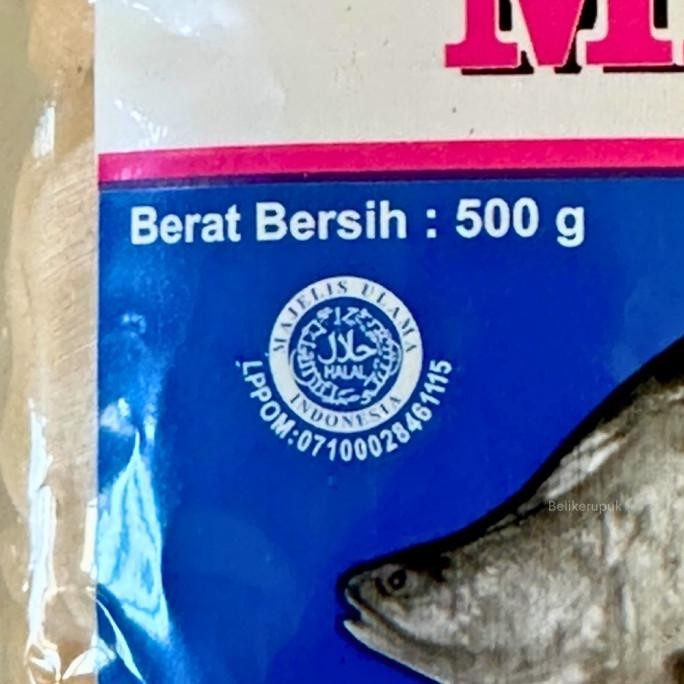 Berat Bersih : 500 g
MAJELIS ULAMA
حلال
HALAL
INDONESIA
LPPOM:07100028461115
Belikerupuk